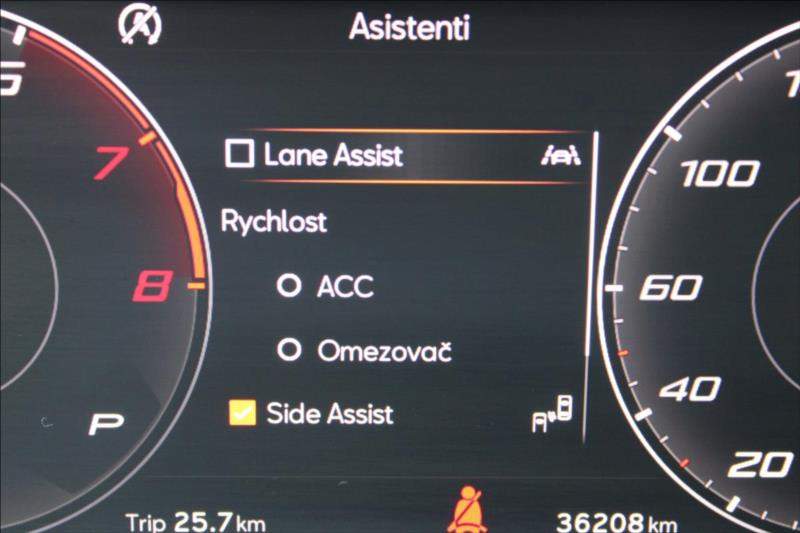 Asistenti
Lane Assist
Rychlost
ACC
Omezovač
Side Assist
7
8
P
100
60
40
20
Trip 25.7 km
36208 km